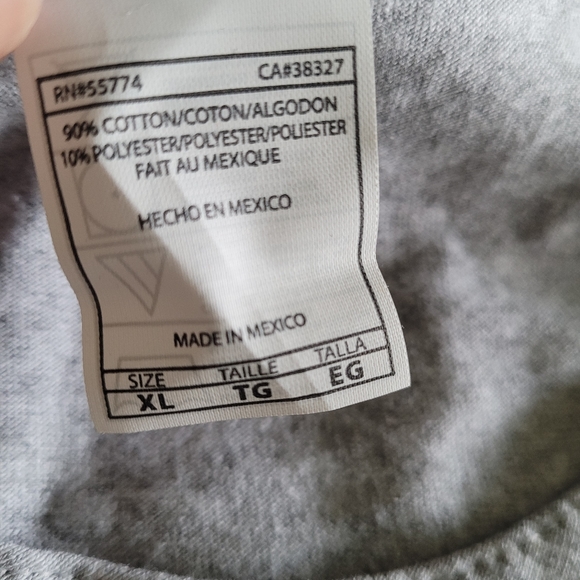 RN#55774 CA#38327
90% COTTON/COTON/ALGODON
10% POLYESTER/POLYESTER/POLIESTER
FAIT AU MEXIQUE
HECHO EN MEXICO
MADE IN MEXICO
SIZE TAILLE TALLA
XL TG EG